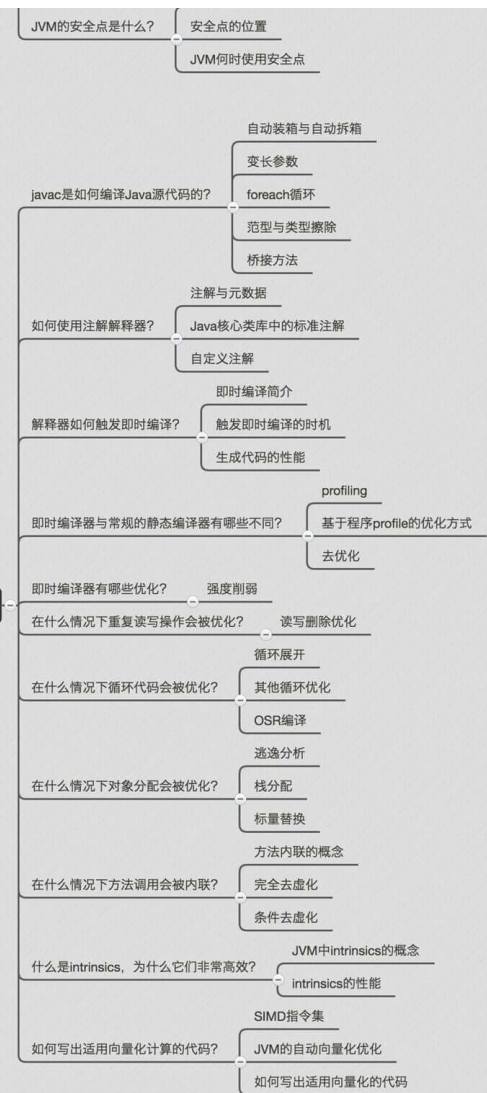 JVM的安全点是什么?
安全点的位置
JVM何时使用安全点
javac是如何编译Java源代码的?
自动装箱与自动拆箱
变长参数
foreach循环
范型与类型擦除
桥接方法
如何使用注解解释器?
注解与元数据
Java核心类库中的标准注解
自定义注解
解释器如何触发即时编译?
即时编译简介
触发即时编译的时机
生成代码的性能
即时编译器与常规的静态编译器有哪些不同?
profiling
基于程序profile的优化方式
去优化
即时编译器有哪些优化?
强度削弱
在什么情况下重复读写操作会被优化?
读写删除优化
在什么情况下循环代码会被优化?
循环展开
其他循环优化
OSR编译
在什么情况下对象分配会被优化?
逃逸分析
栈分配
标量替换
在什么情况下方法调用会被内联?
方法内联的概念
完全去虚化
条件去虚化
什么是intrinsics，为什么它们非常高效?
JVM中intrinsics的概念
intrinsics的性能
如何写出适用向量化计算的代码?
SIMD指令集
JVM的自动向量化优化
如何写出适用向量化的代码